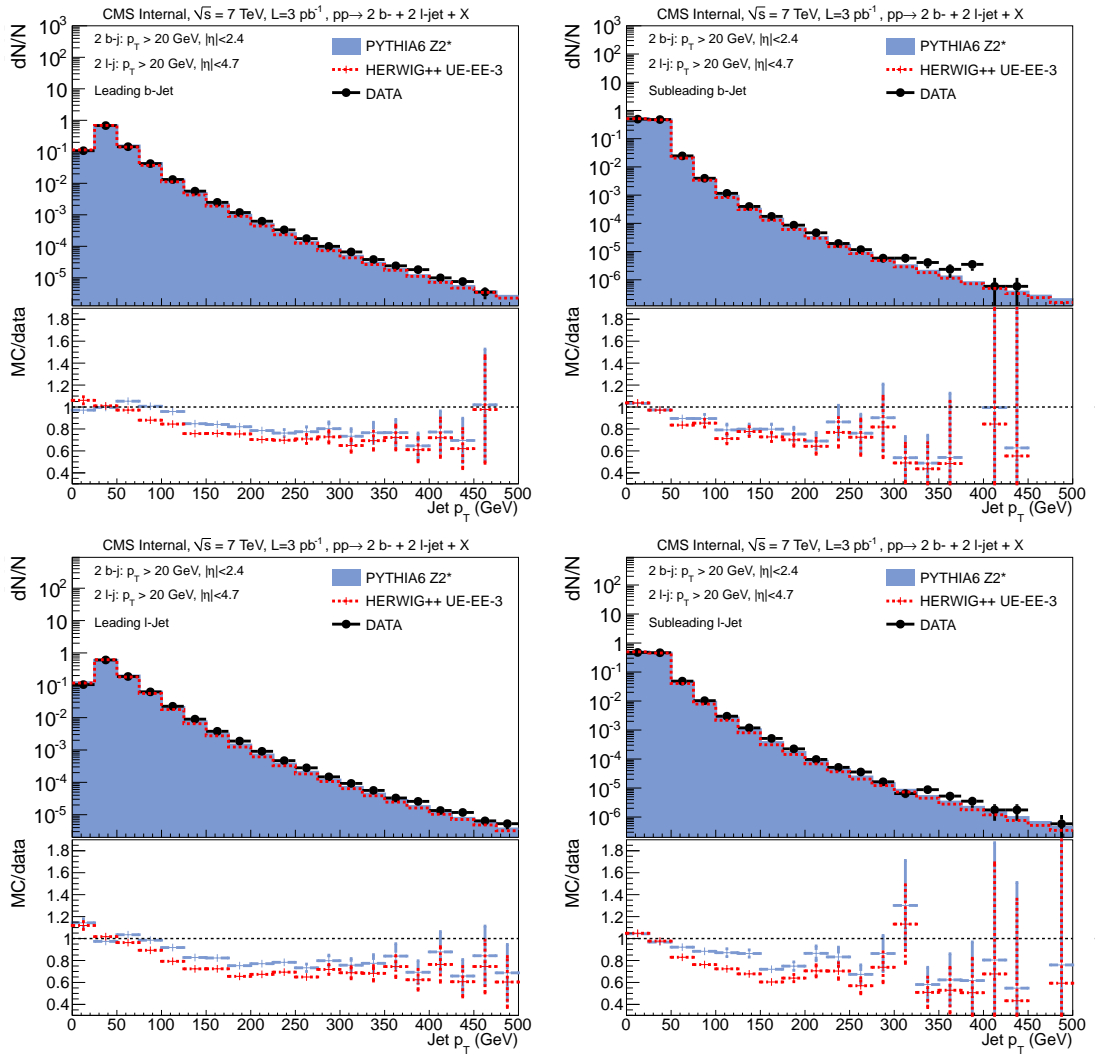 CMS Internal, √s = 7 TeV, L=3 pb⁻¹ , pp→ 2 b- + 2 l-jet + X
dN/N
10³
10²
10
1
10⁻¹
10⁻²
10⁻³
10⁻⁴
10⁻⁵
2 b-j: p_T > 20 GeV, |η|<2.4
2 l-j: p_T > 20 GeV, |η|<4.7
Leading b-Jet
PYTHIA6 Z2*
HERWIG++ UE-EE-3
DATA
MC/data
1.8
1.6
1.4
1.2
1
0.8
0.6
0.4
0 50 100 150 200 250 300 350 400 450 500
Jet p_T (GeV)
CMS Internal, √s = 7 TeV, L=3 pb⁻¹ , pp→ 2 b- + 2 l-jet + X
dN/N
10³
10²
10
1
10⁻¹
10⁻²
10⁻³
10⁻⁴
10⁻⁵
10⁻⁶
2 b-j: p_T > 20 GeV, |η|<2.4
2 l-j: p_T > 20 GeV, |η|<4.7
Subleading b-Jet
PYTHIA6 Z2*
HERWIG++ UE-EE-3
DATA
MC/data
1.8
1.6
1.4
1.2
1
0.8
0.6
0.4
0 50 100 150 200 250 300 350 400 450 500
Jet p_T (GeV)
CMS Internal, √s = 7 TeV, L=3 pb⁻¹ , pp→ 2 b- + 2 l-jet + X
dN/N
10²
10
1
10⁻¹
10⁻²
10⁻³
10⁻⁴
10⁻⁵
2 b-j: p_T > 20 GeV, |η|<2.4
2 l-j: p_T > 20 GeV, |η|<4.7
Leading l-Jet
PYTHIA6 Z2*
HERWIG++ UE-EE-3
DATA
MC/data
1.8
1.6
1.4
1.2
1
0.8
0.6
0.4
0 50 100 150 200 250 300 350 400 450 500
Jet p_T (GeV)
CMS Internal, √s = 7 TeV, L=3 pb⁻¹ , pp→ 2 b- + 2 l-jet + X
dN/N
10²
10
1
10⁻¹
10⁻²
10⁻³
10⁻⁴
10⁻⁵
10⁻⁶
2 b-j: p_T > 20 GeV, |η|<2.4
2 l-j: p_T > 20 GeV, |η|<4.7
Subleading l-Jet
PYTHIA6 Z2*
HERWIG++ UE-EE-3
DATA
MC/data
1.8
1.6
1.4
1.2
1
0.8
0.6
0.4
0 50 100 150 200 250 300 350 400 450 500
Jet p_T (GeV)